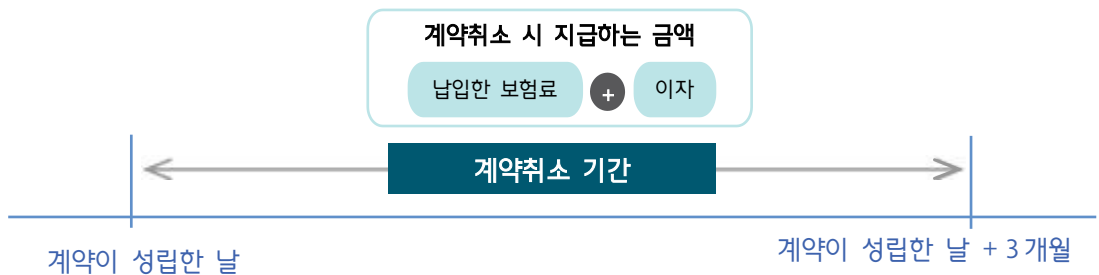 계약취소 시 지급하는 금액
납입한 보험료 + 이자
계약취소 기간
계약이 성립한 날
계약이 성립한 날 + 3개월